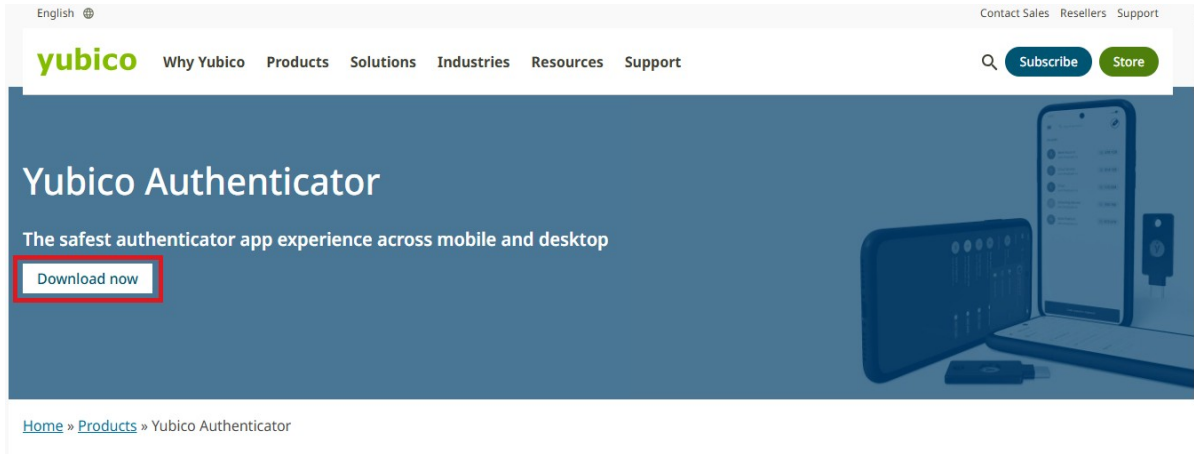 English
Contact Sales Resellers Support
yubico Why Yubico Products Solutions Industries Resources Support Subscribe Store
Yubico Authenticator
The safest authenticator app experience across mobile and desktop
Download now
Home » Products » Yubico Authenticator